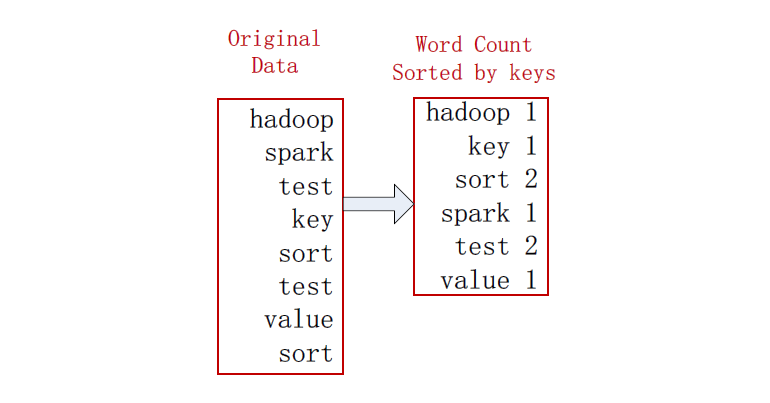 Original
Data
hadoop
spark
test
key
sort
test
value
sort
Word Count
Sorted by keys
hadoop 1
key 1
sort 2
spark 1
test 2
value 1